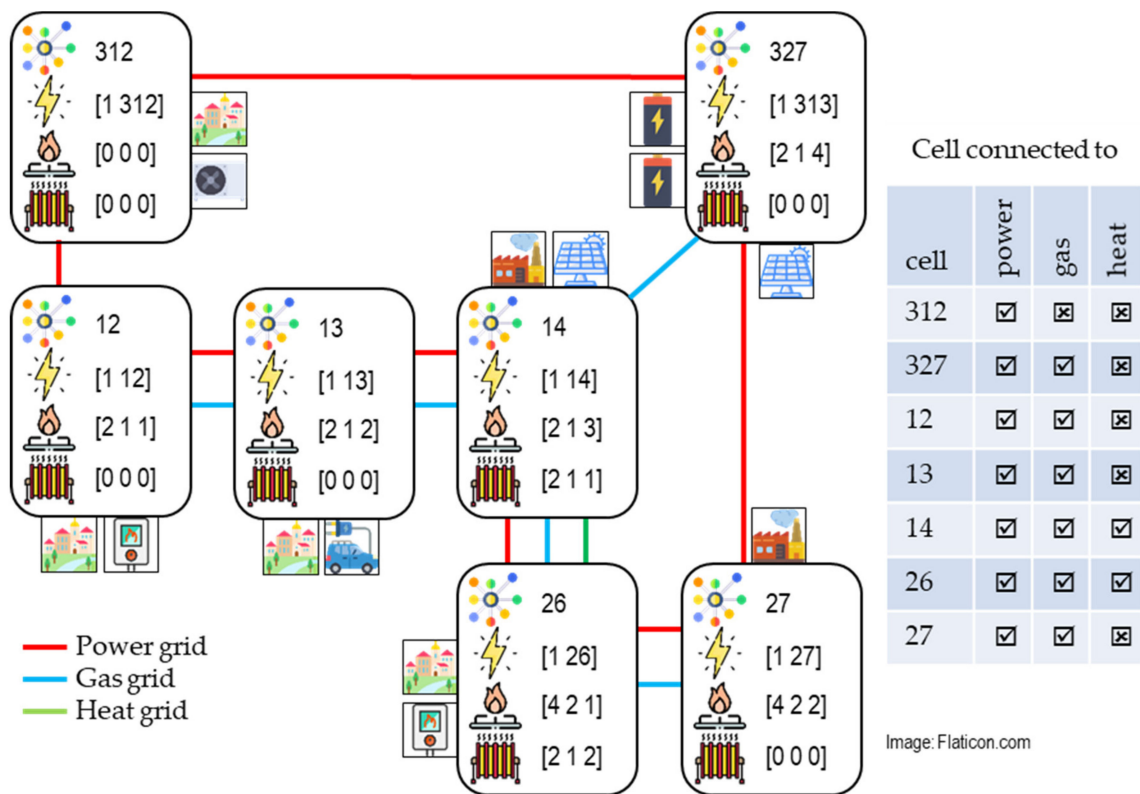 312
[1 312]
[0 0 0]
[0 0 0]
327
[1 313]
[2 1 4]
[0 0 0]
12
[1 12]
[2 1 1]
[0 0 0]
13
[1 13]
[2 1 2]
[0 0 0]
14
[1 14]
[2 1 3]
[2 1 1]
26
[1 26]
[4 2 1]
[2 1 2]
27
[1 27]
[4 2 2]
[0 0 0]
Power grid
Gas grid
Heat grid
Cell connected to
cell power gas heat
312 ☑ ☒ ☒
327 ☑ ☑ ☒
12 ☑ ☑ ☒
13 ☑ ☑ ☒
14 ☑ ☑ ☑
26 ☑ ☑ ☑
27 ☑ ☑ ☒
Image: Flaticon.com